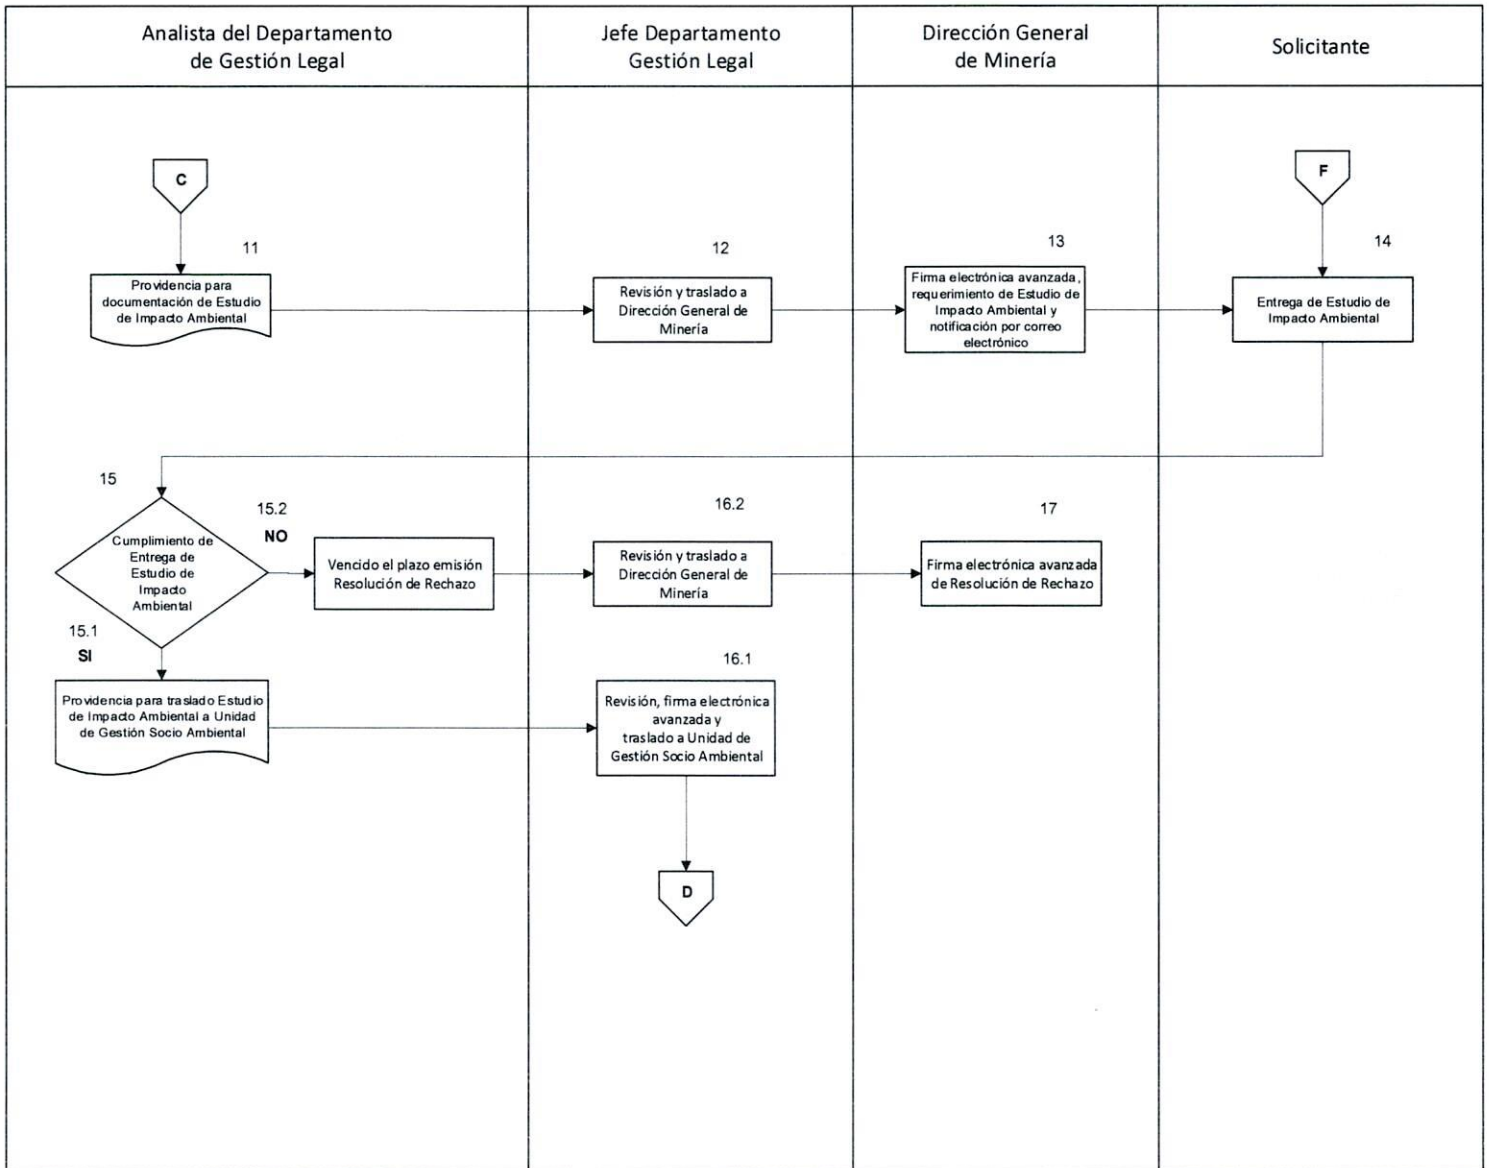 Analista del Departamento
de Gestión Legal
Jefe Departamento
Gestión Legal
Dirección General
de Minería
Solicitante
C
F
11
12
13
14
Providencia para
documentación de Estudio
de Impacto Ambiental
Revisión y traslado a
Dirección General de
Minería
Firma electrónica avanzada,
requerimiento de Estudio de
Impacto Ambiental y
notificación por correo
electrónico
Entrega de Estudio de
Impacto Ambiental
15
Cumplimiento de
Entrega de
Estudio de
Impacto
Ambiental
15.2
NO
Vencido el plazo emisión
Resolución de Rechazo
16.2
Revisión y traslado a
Dirección General de
Minería
17
Firma electrónica avanzada
de Resolución de Rechazo
15.1
SI
Providencia para traslado Estudio
de Impacto Ambiental a Unidad
de Gestión Socio Ambiental
16.1
Revisión, firma electrónica
avanzada y
traslado a Unidad de
Gestión Socio Ambiental
D